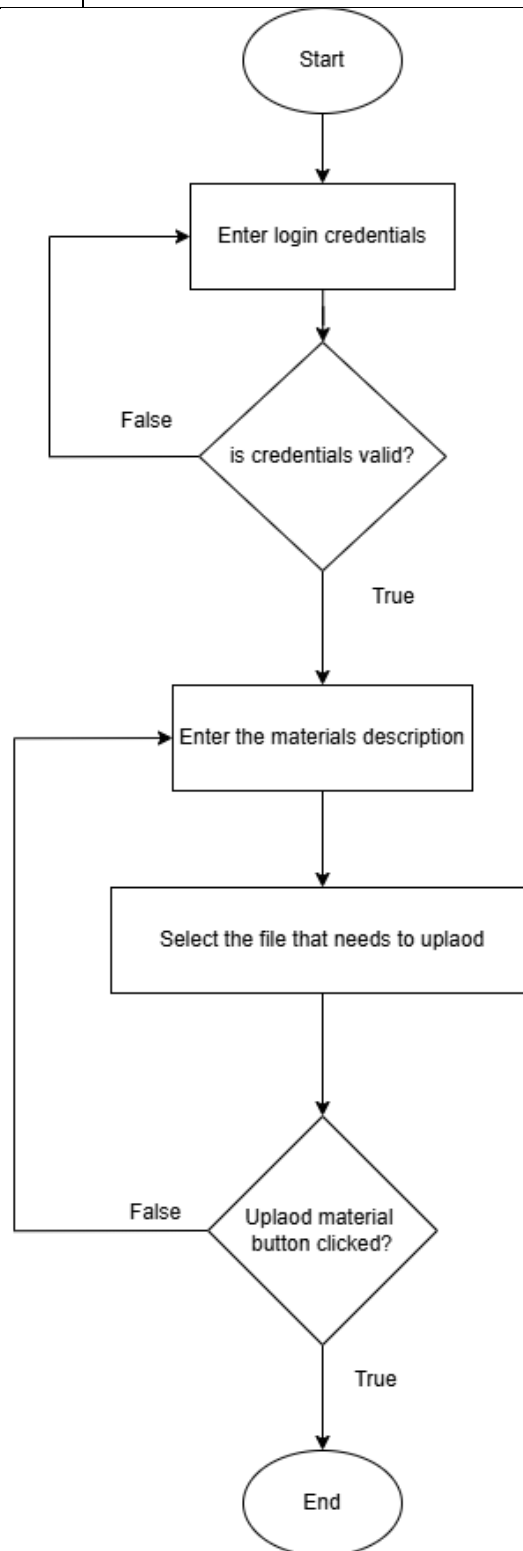 Start
Enter login credentials
False
is credentials valid?
True
Enter the materials description
Select the file that needs to uplaod
False
Uplaod material
button clicked?
True
End